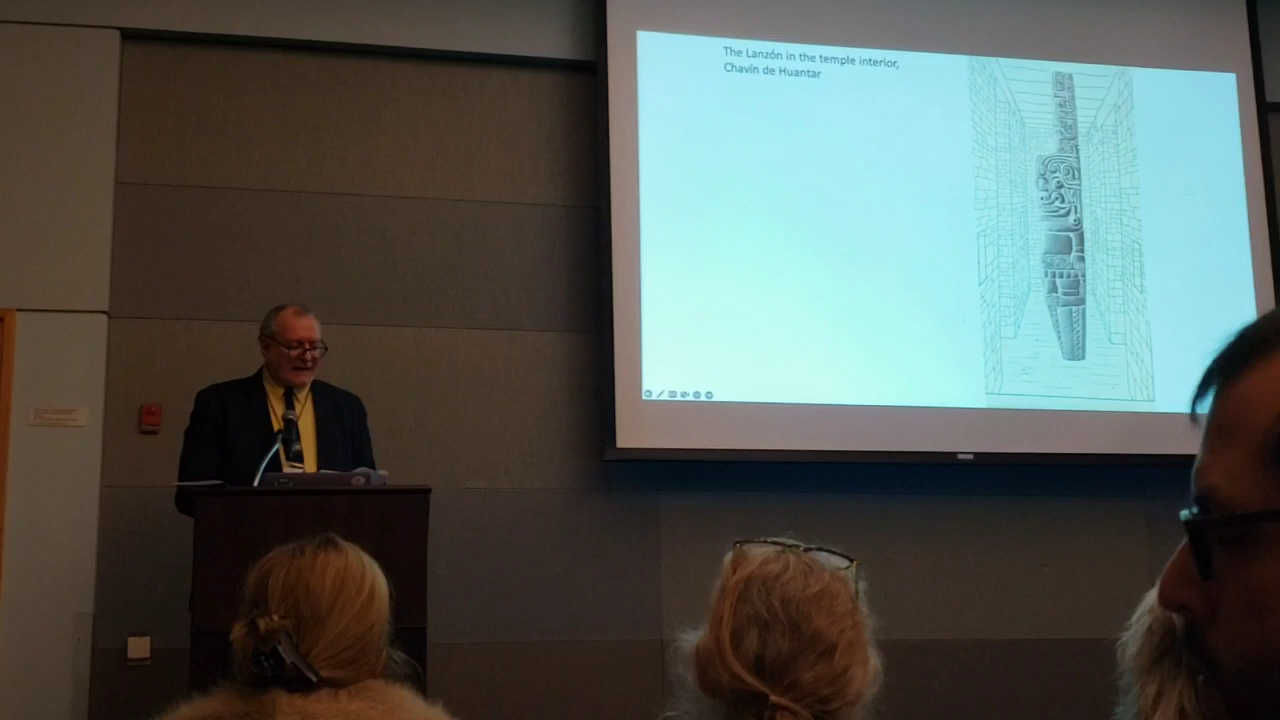 The Lanzón in the temple interior,
Chavín de Huantar